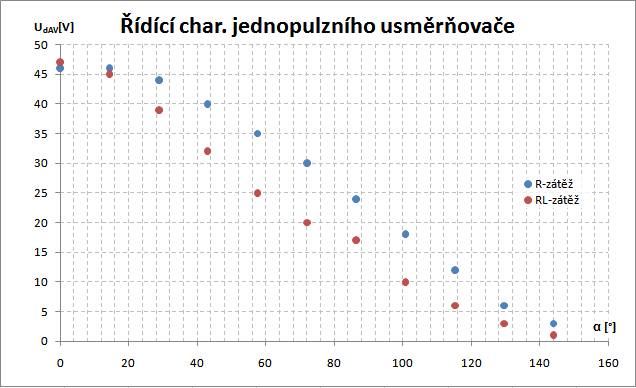 Řídící char. jednopulzního usměrňovače
UdAV[V]
50
45
40
35
30
25
20
15
10
5
0
R-zátěž
RL-zátěž
α [°]
0 20 40 60 80 100 120 140 160